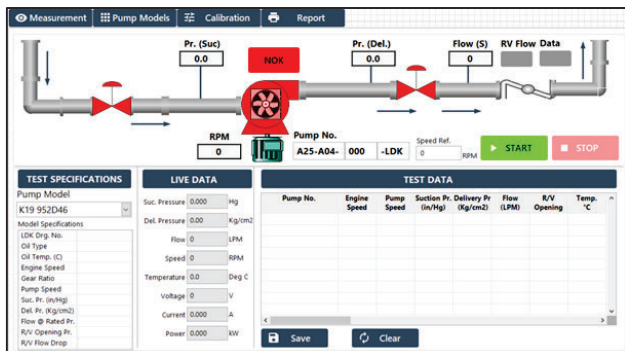 Measurement Pump Models Calibration Report
Pr. (Suc) Pr. (Del.) Flow (S) RV Flow Data
0.0 NOK 0.0 0
RPM Pump No. Speed Ref.
0 A25-A04- 000 -LDK 0 RPM START STOP
TEST SPECIFICATIONS
Pump Model
K19 952D46
Model Specifications
LDK Drg. No.
Oil Type
Oil Temp. (C)
Engine Speed
Gear Ratio
Pump Speed
Suc. Pr. (in/Hg)
Del. Pr. (Kg/cm2)
Flow @ Rated Pr.
R/V Opening Pr.
R/V Flow Drop
LIVE DATA
Suc. Pressure 0.000 Hg
Del. Pressure 0.00 Kg/cm2
Flow 0 LPM
Speed 0 RPM
Temperature 0.0 Deg C
Voltage 0 V
Current 0.000 A
Power 0.000 kW
TEST DATA
Pump No. Engine Pump Suction Pr. Delivery Pr Flow R/V Temp.
Speed Speed (in/Hg) (Kg/cm2) (LPM) Opening °C
Save Clear